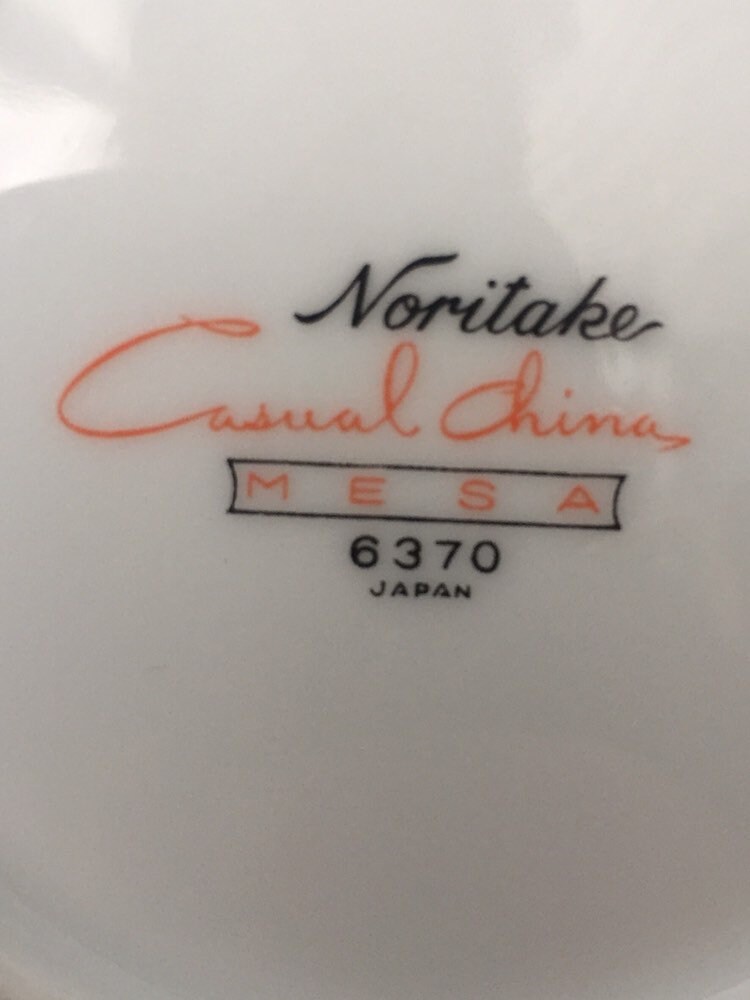 Noritake
Casual China
MESA
6370
JAPAN